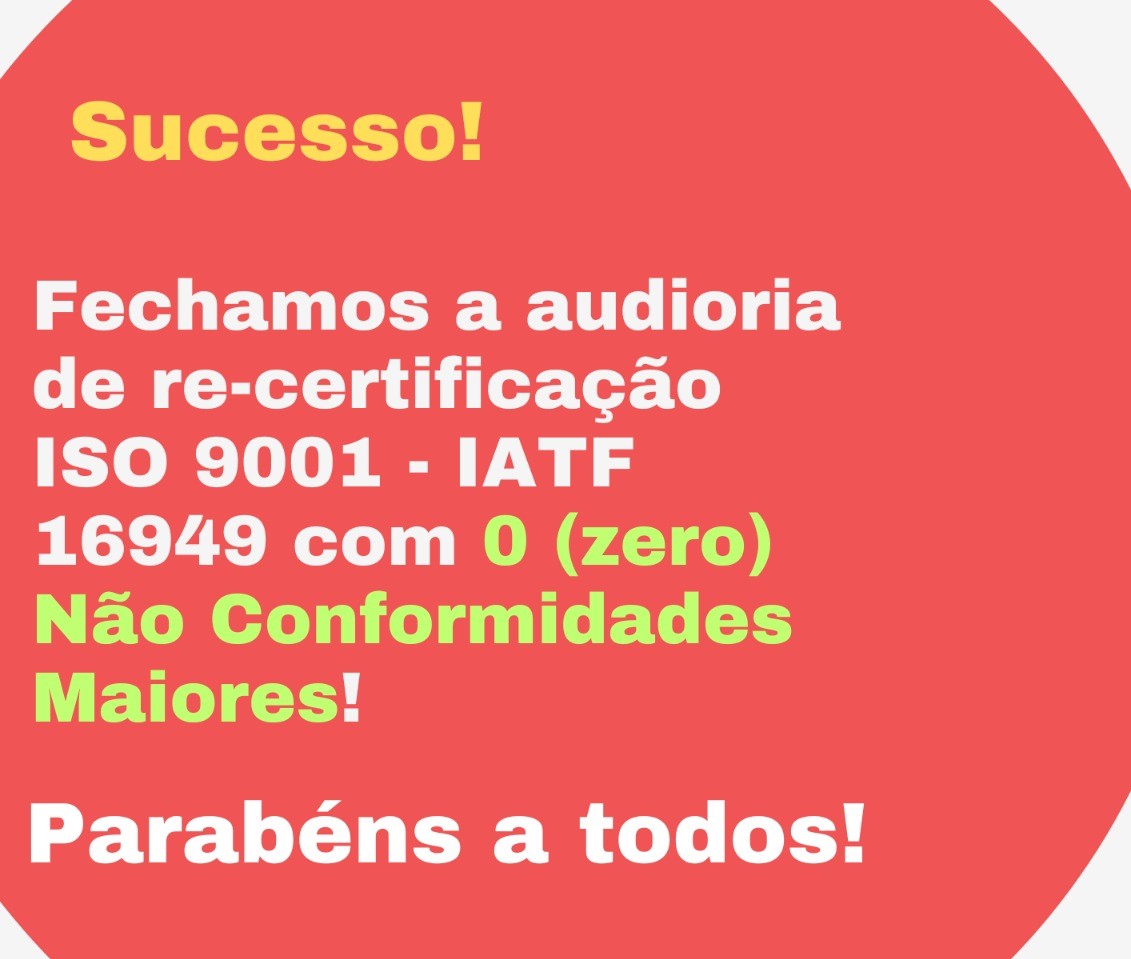 Sucesso!
Fechamos a audioria
de re-certificação
ISO 9001 - IATF
16949 com 0 (zero)
Não Conformidades
Maiores!
Parabéns a todos!